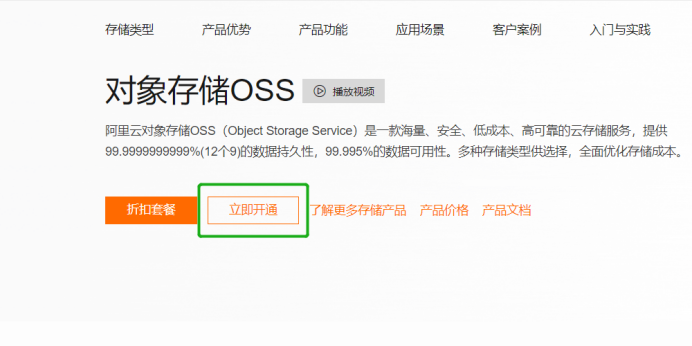 存储类型 产品优势 产品功能 应用场景 客户案例 入门与实践
对象存储OSS 播放视频
阿里云对象存储OSS（Object Storage Service）是一款海量、安全、低成本、高可靠的云存储服务，提供
99.9999999999%(12个9)的数据持久性，99.995%的数据可用性。多种存储类型供选择，全面优化存储成本。
折扣套餐 立即开通 了解更多存储产品 产品价格 产品文档